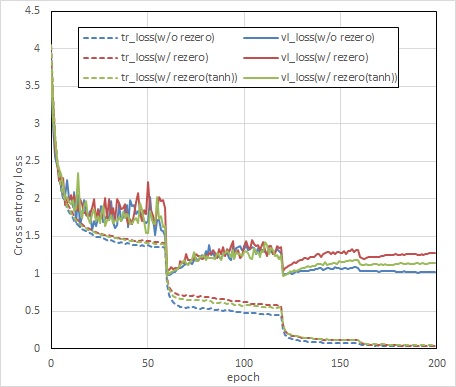 4.5
4
3.5
3
2.5
2
1.5
1
0.5
0
Cross entropy loss
tr_loss(w/o rezero) vl_loss(w/o rezero)
tr_loss(w/ rezero) vl_loss(w/ rezero)
tr_loss(w/ rezero(tanh)) vl_loss(w/ rezero(tanh))
0 50 100 150 200
epoch